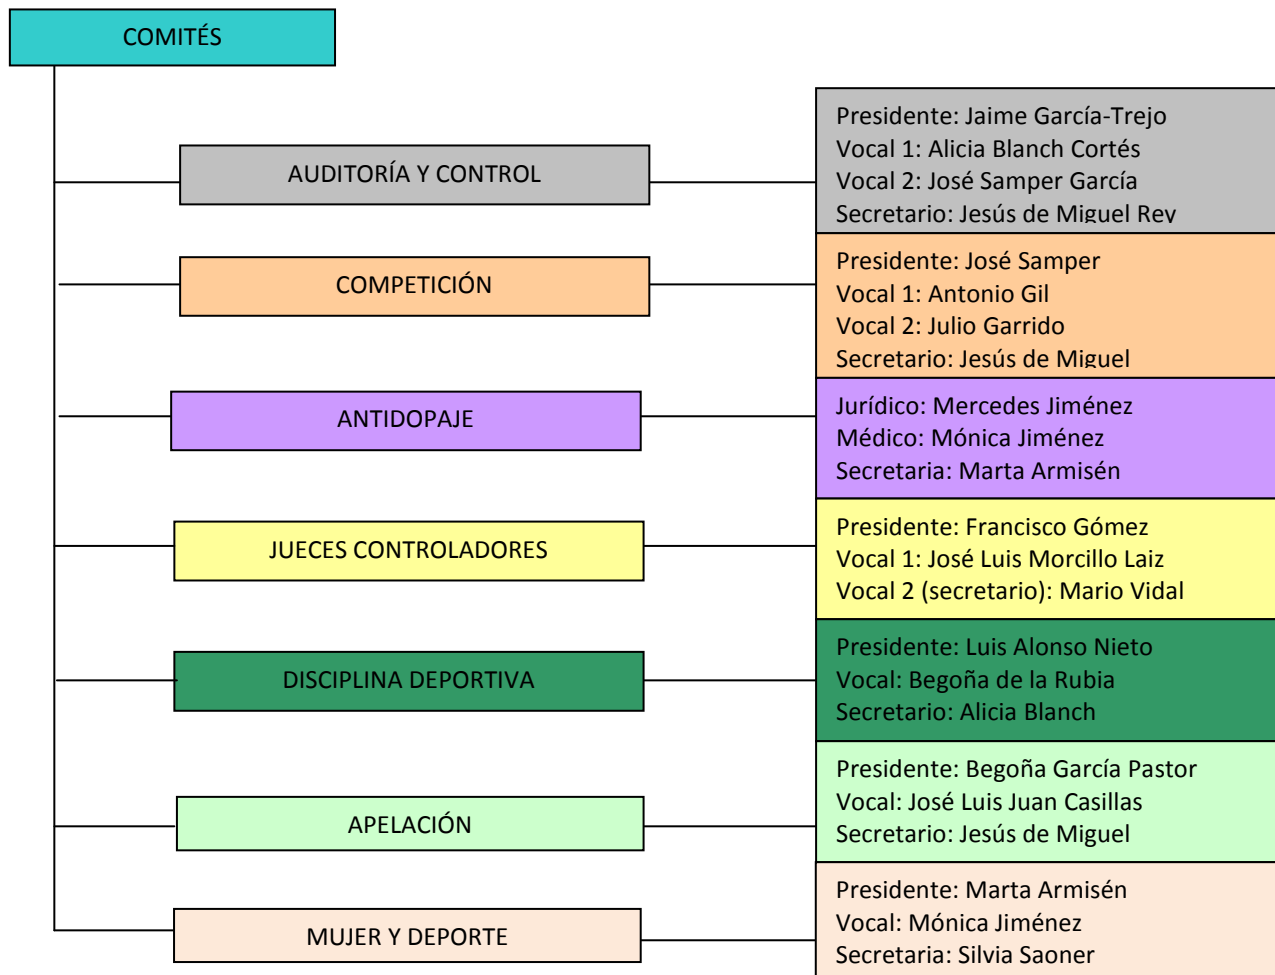 COMITÉS
AUDITORÍA Y CONTROL
Presidente: Jaime García-Trejo
Vocal 1: Alicia Blanch Cortés
Vocal 2: José Samper García
Secretario: Jesús de Miguel Rey
COMPETICIÓN
Presidente: José Samper
Vocal 1: Antonio Gil
Vocal 2: Julio Garrido
Secretario: Jesús de Miguel
ANTIDOPAJE
Jurídico: Mercedes Jiménez
Médico: Mónica Jiménez
Secretaria: Marta Armisén
JUECES CONTROLADORES
Presidente: Francisco Gómez
Vocal 1: José Luis Morcillo Laiz
Vocal 2 (secretario): Mario Vidal
DISCIPLINA DEPORTIVA
Presidente: Luis Alonso Nieto
Vocal: Begoña de la Rubia
Secretario: Alicia Blanch
APELACIÓN
Presidente: Begoña García Pastor
Vocal: José Luis Juan Casillas
Secretario: Jesús de Miguel
MUJER Y DEPORTE
Presidente: Marta Armisén
Vocal: Mónica Jiménez
Secretaria: Silvia Saoner